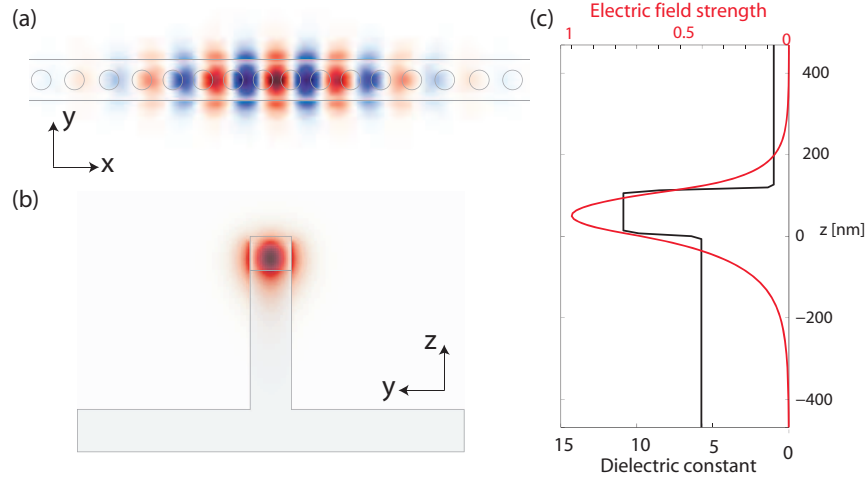 (a)
y
x
(b)
z
y
(c)
Electric field strength
1 0.5 0
400
200
0
z [nm]
−200
−400
15 10 5 0
Dielectric constant